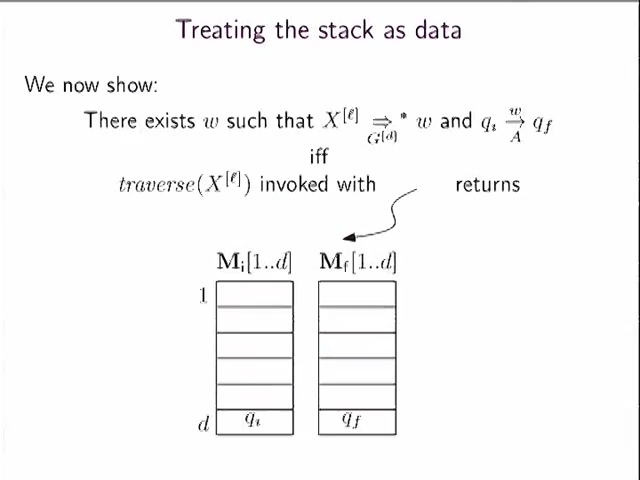 Treating the stack as data
We now show:
There exists w such that X^[ℓ] ⇒* w and q_i →^w q_f
G^[d] A
iff
traverse(X^[ℓ]) invoked with returns
M_i[1..d] M_f[1..d]
1
d q_i q_f